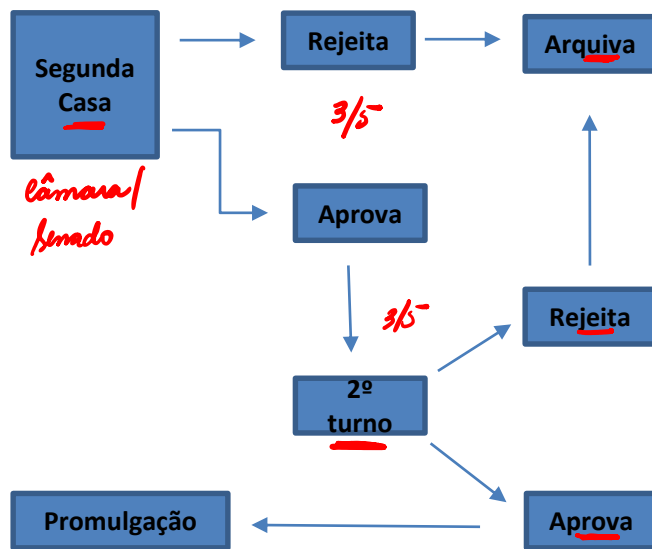 Segunda
Casa
Rejeita
Arquiva
3/5
Câmara/
Senado
Aprova
3/5
Rejeita
2º
turno
Promulgação
Aprova